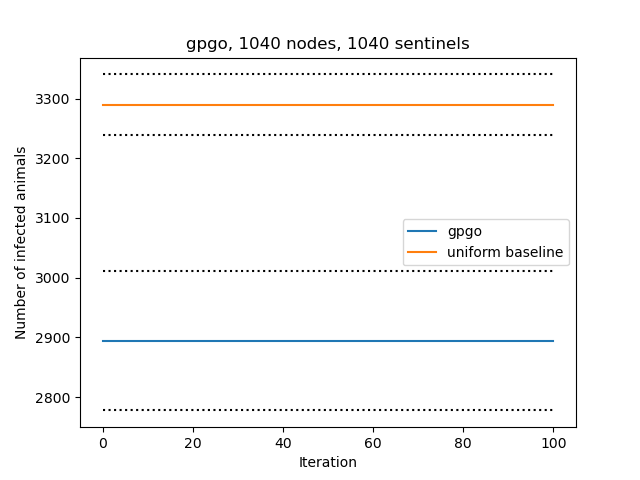 gpgo, 1040 nodes, 1040 sentinels
3300
3200
3100
3000
2900
2800
Number of infected animals
gpgo
uniform baseline
0 20 40 60 80 100
Iteration